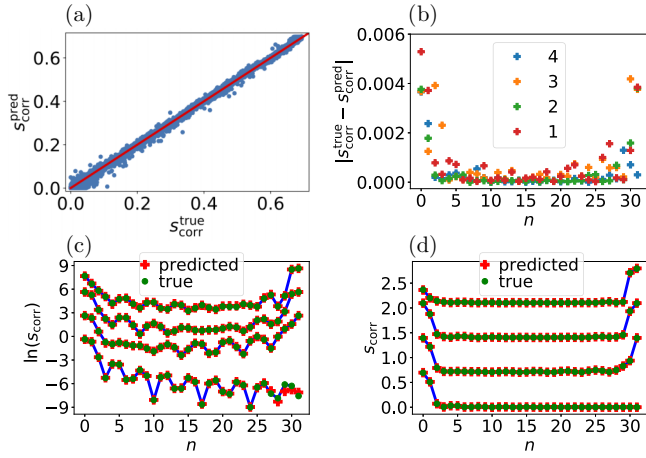 (a)
(b)
s_corr^pred
0.6
0.4
0.2
0.0
0.0 0.2 0.4 0.6
s_corr^true
|s_corr^true − s_corr^pred|
0.006
0.004
0.002
0.000
4
3
2
1
0 5 10 15 20 25 30
n
(c)
(d)
ln(s_corr)
9
6
3
0
−3
−6
−9
predicted
true
0 5 10 15 20 25 30
n
s_corr
2.5
2.0
1.5
1.0
0.5
0.0
predicted
true
0 5 10 15 20 25 30
n